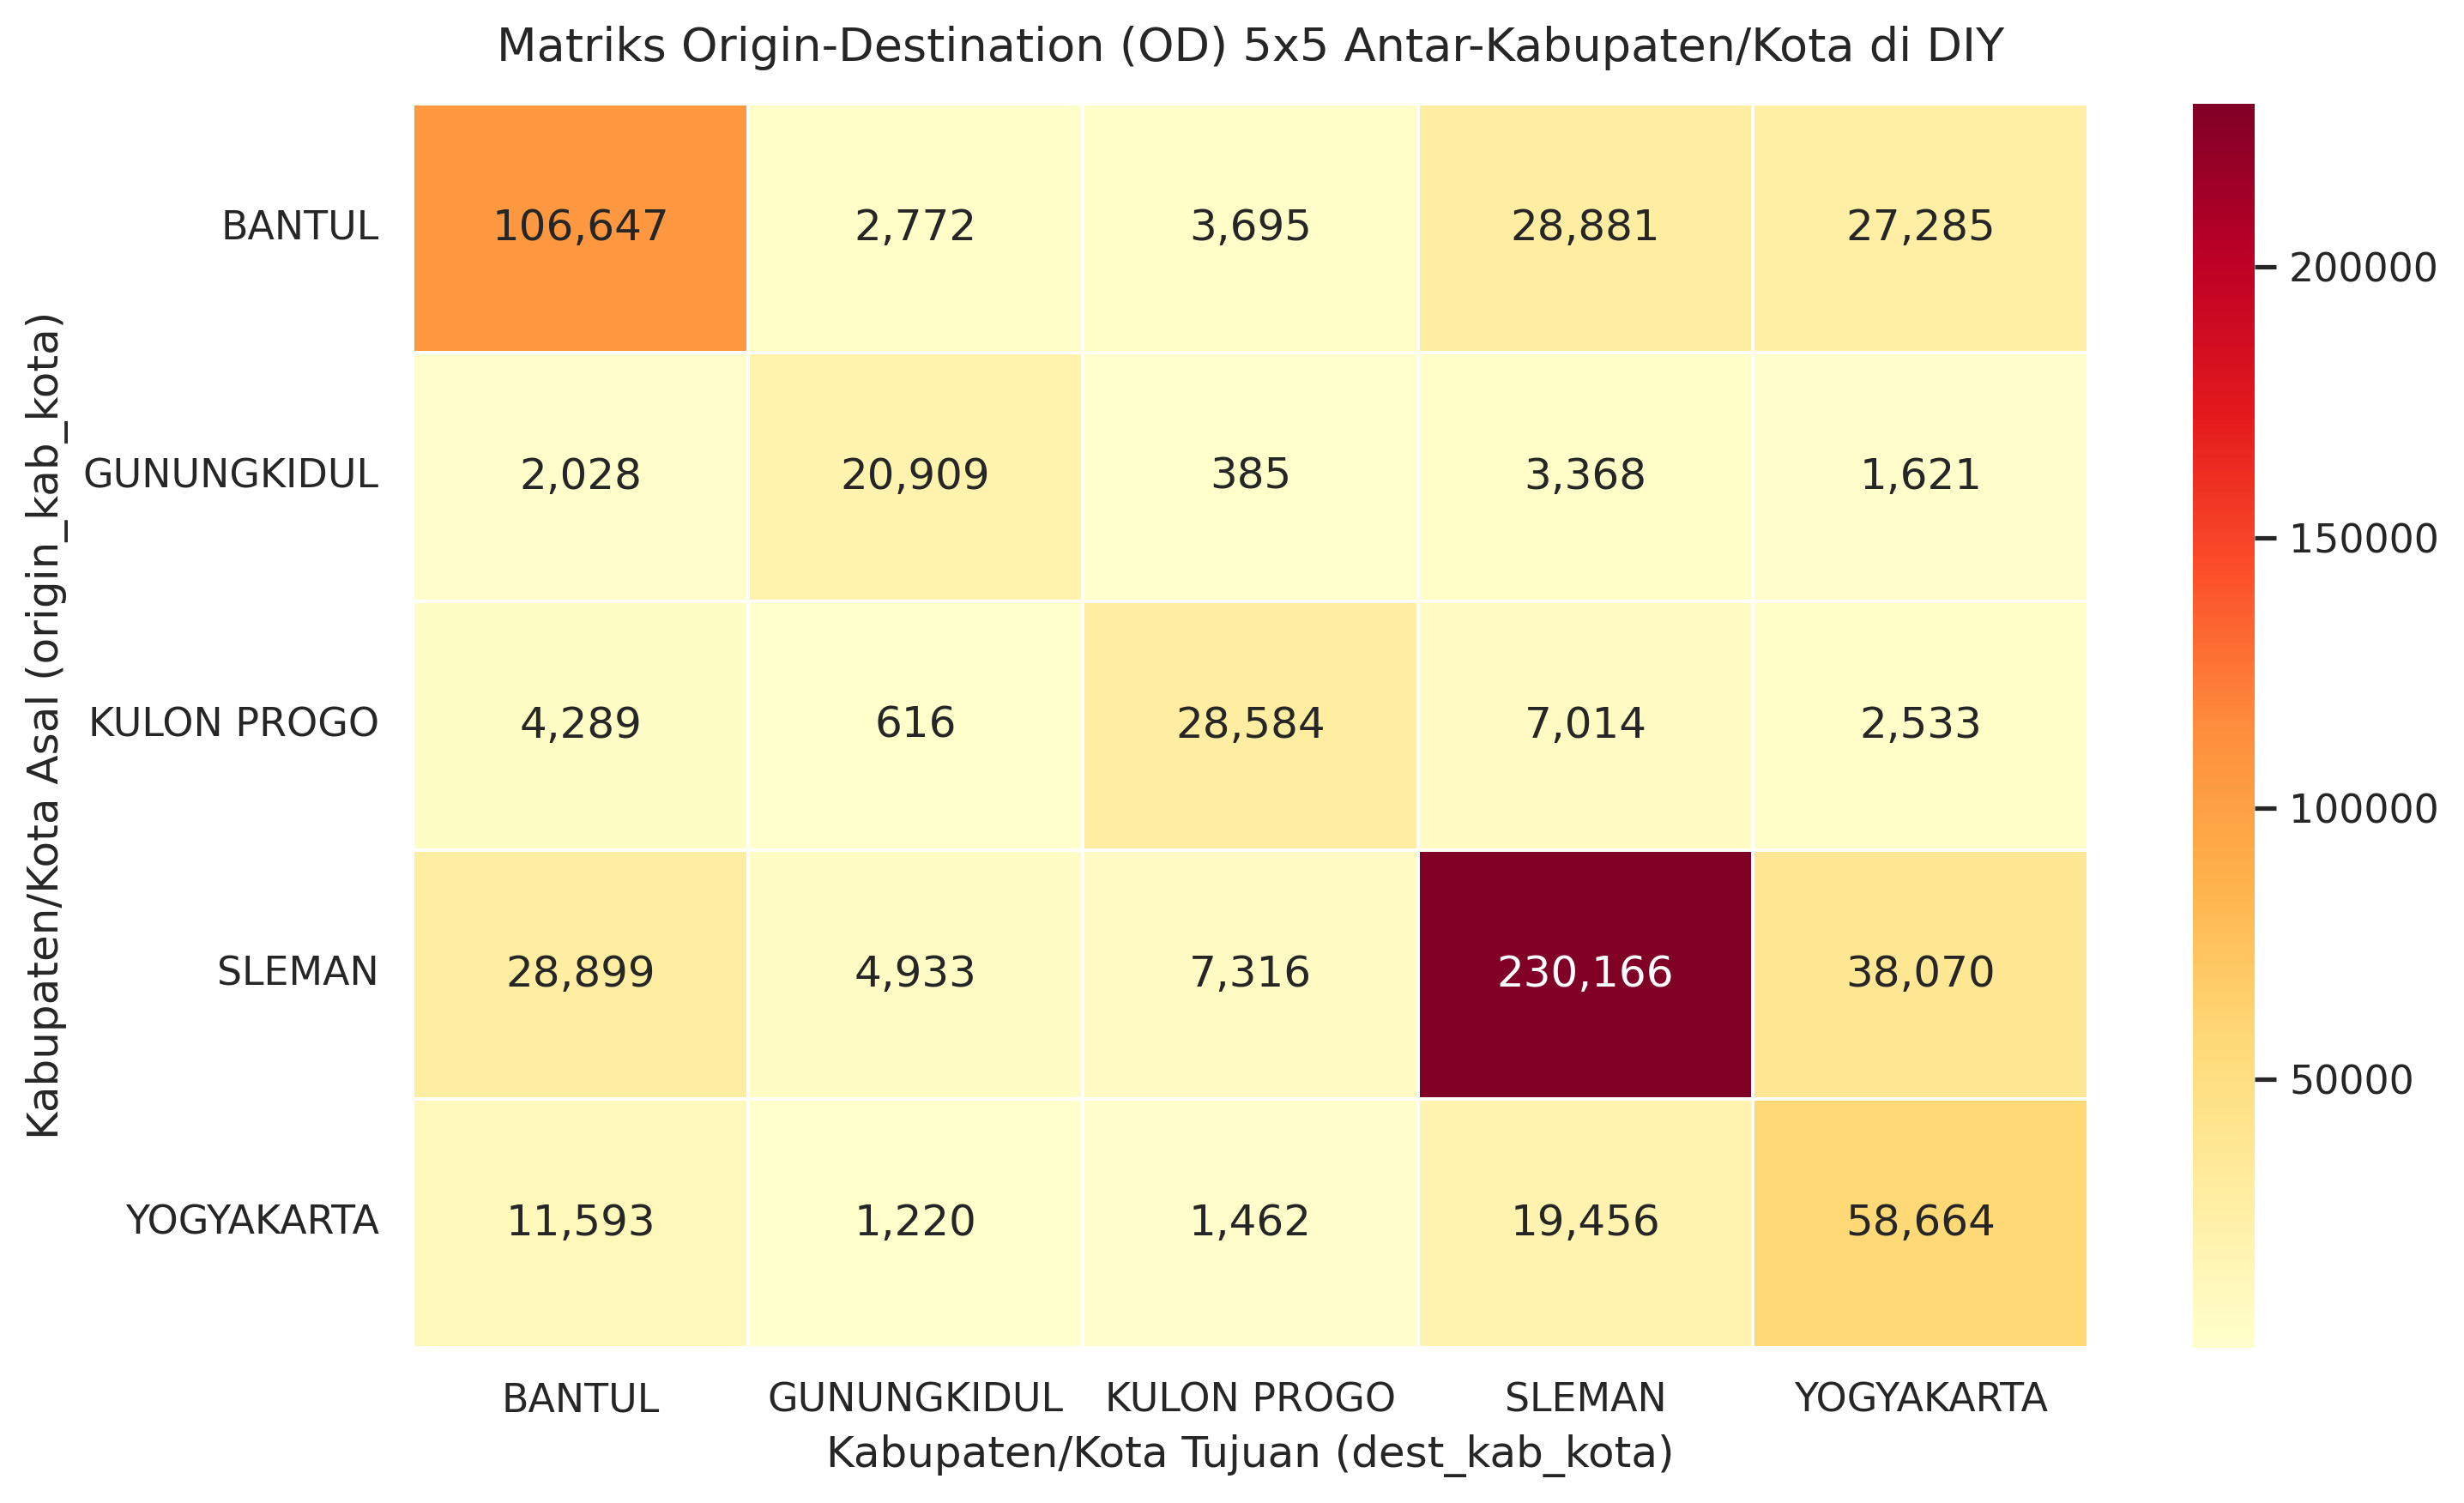 Matriks Origin-Destination (OD) 5x5 Antar-Kabupaten/Kota di DIY
Kabupaten/Kota Asal (origin_kab_kota)
BANTUL 106,647 2,772 3,695 28,881 27,285
GUNUNGKIDUL 2,028 20,909 385 3,368 1,621
KULON PROGO 4,289 616 28,584 7,014 2,533
SLEMAN 28,899 4,933 7,316 230,166 38,070
YOGYAKARTA 11,593 1,220 1,462 19,456 58,664
BANTUL GUNUNGKIDUL KULON PROGO SLEMAN YOGYAKARTA
Kabupaten/Kota Tujuan (dest_kab_kota)
200000
150000
100000
50000